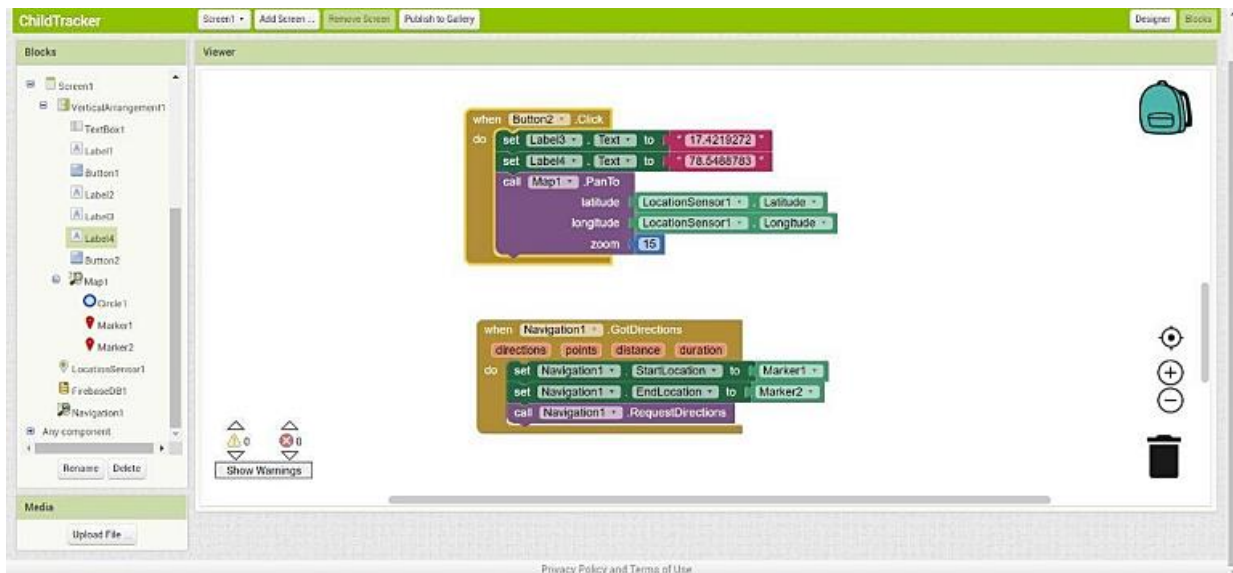 ChildTracker
Screen1
Add Screen ...
Remove Screen
Publish to Gallery
Designer
Blocks
Blocks
Viewer
Screen1
VerticalArrangement1
TextBox1
Label1
Button1
Label2
Label3
Label4
Button2
Map1
Circle1
Marker1
Marker2
LocationSensor1
FirebaseDB1
Navigation1
Any component
Rename Delete
Media
Upload File ...
when Button2 .Click
do set Label3 . Text to " 17.4219272 "
set Label4 . Text to " 78.5488783 "
call Map1 .PanTo
latitude LocationSensor1 . Latitude
longitude LocationSensor1 . Longitude
zoom 15
when Navigation1 .GotDirections
directions points distance duration
do set Navigation1 . StartLocation to Marker1
set Navigation1 . EndLocation to Marker2
call Navigation1 .RequestDirections
0 0
Show Warnings
Privacy Policy and Terms of Use